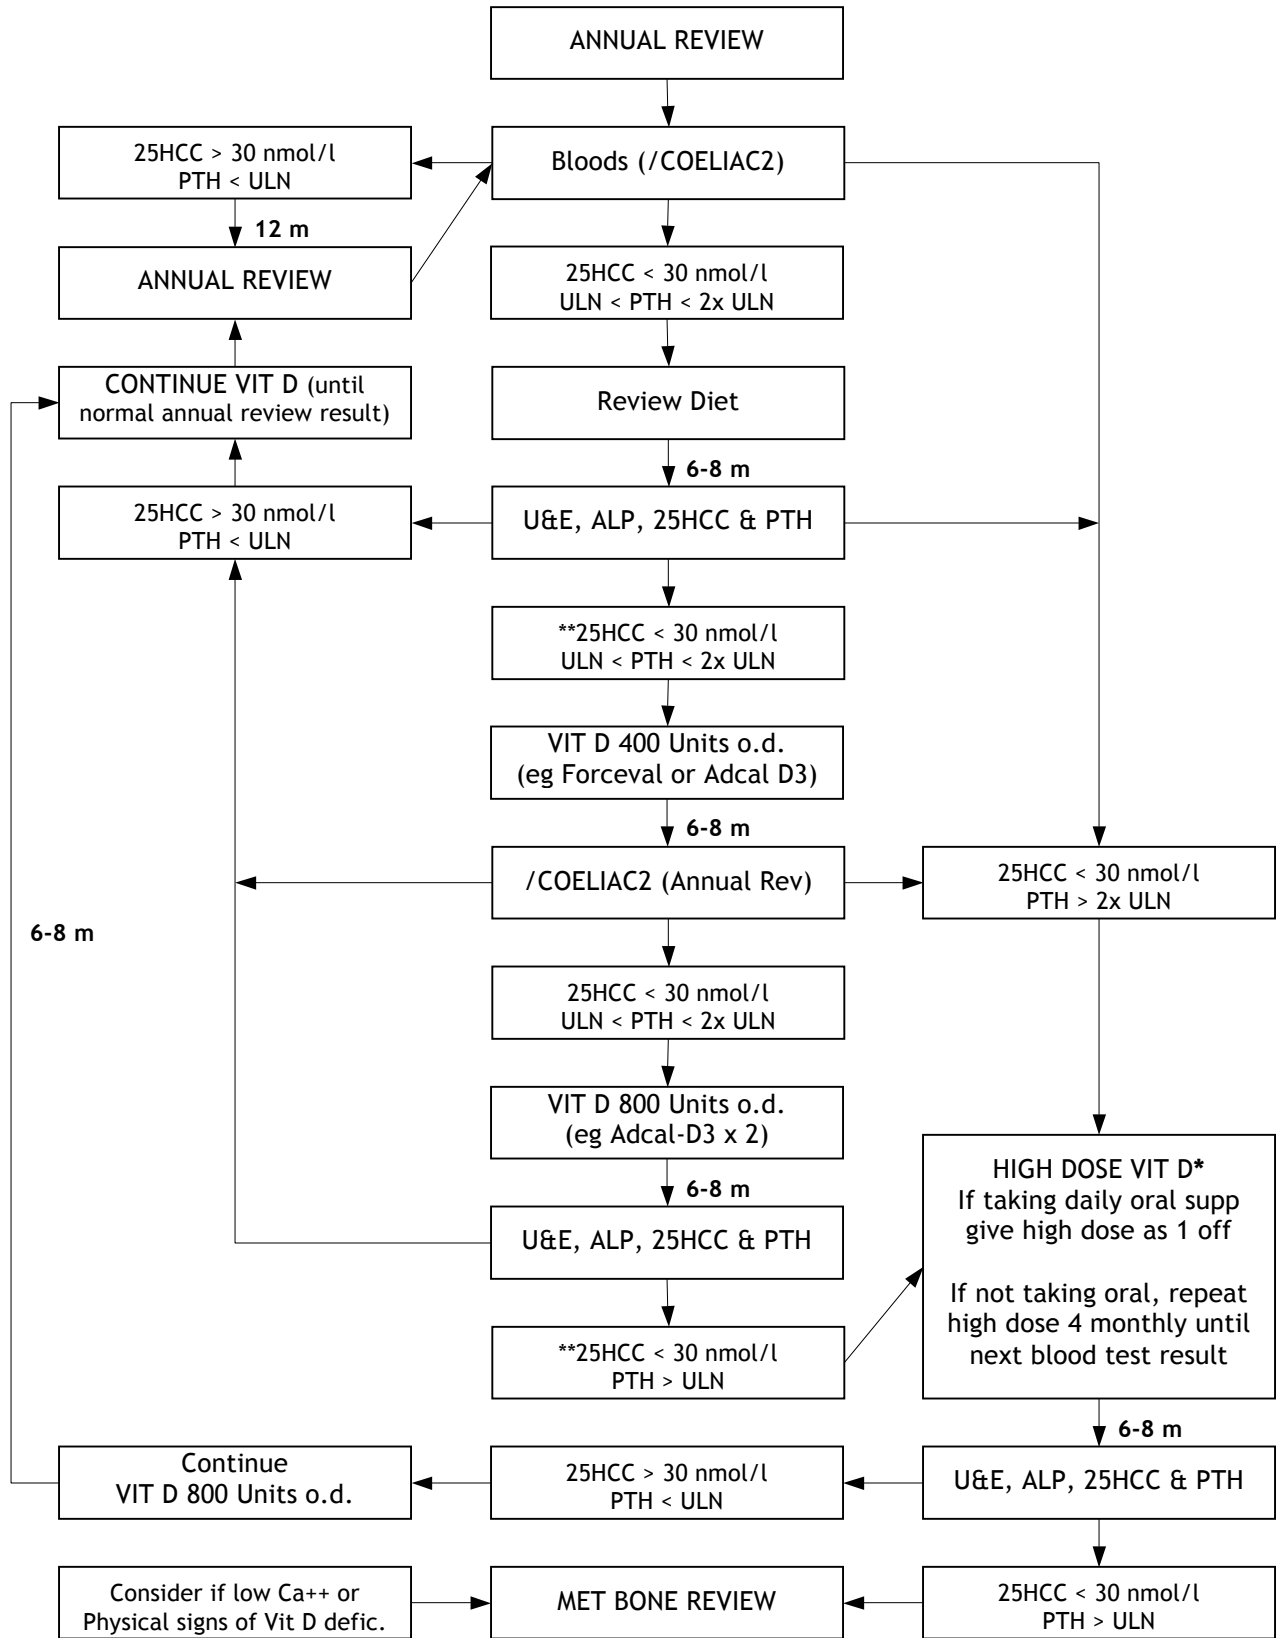 ANNUAL REVIEW
25HCC > 30 nmol/l
PTH < ULN
Bloods (/COELIAC2)
12 m
ANNUAL REVIEW
25HCC < 30 nmol/l
ULN < PTH < 2x ULN
CONTINUE VIT D (until
normal annual review result)
Review Diet
6-8 m
25HCC > 30 nmol/l
PTH < ULN
U&E, ALP, 25HCC & PTH
**25HCC < 30 nmol/l
ULN < PTH < 2x ULN
VIT D 400 Units o.d.
(eg Forceval or Adcal D3)
6-8 m
/COELIAC2 (Annual Rev)
25HCC < 30 nmol/l
PTH > 2x ULN
6-8 m
25HCC < 30 nmol/l
ULN < PTH < 2x ULN
VIT D 800 Units o.d.
(eg Adcal-D3 x 2)
6-8 m
U&E, ALP, 25HCC & PTH
HIGH DOSE VIT D*
If taking daily oral supp
give high dose as 1 off
If not taking oral, repeat
high dose 4 monthly until
next blood test result
**25HCC < 30 nmol/l
PTH > ULN
6-8 m
Continue
VIT D 800 Units o.d.
25HCC > 30 nmol/l
PTH < ULN
U&E, ALP, 25HCC & PTH
Consider if low Ca++ or
Physical signs of Vit D defic.
MET BONE REVIEW
25HCC < 30 nmol/l
PTH > ULN